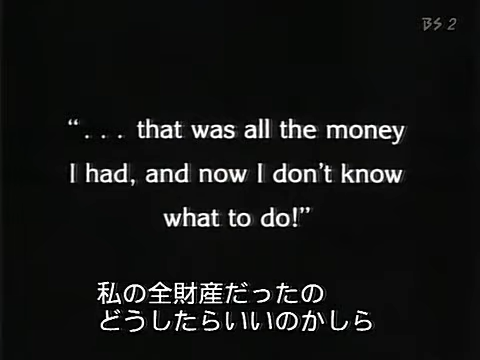 BS 2
“. . . that was all the money
I had, and now I don’t know
what to do!”
私の全財産だったの
どうしたらいいのかしら